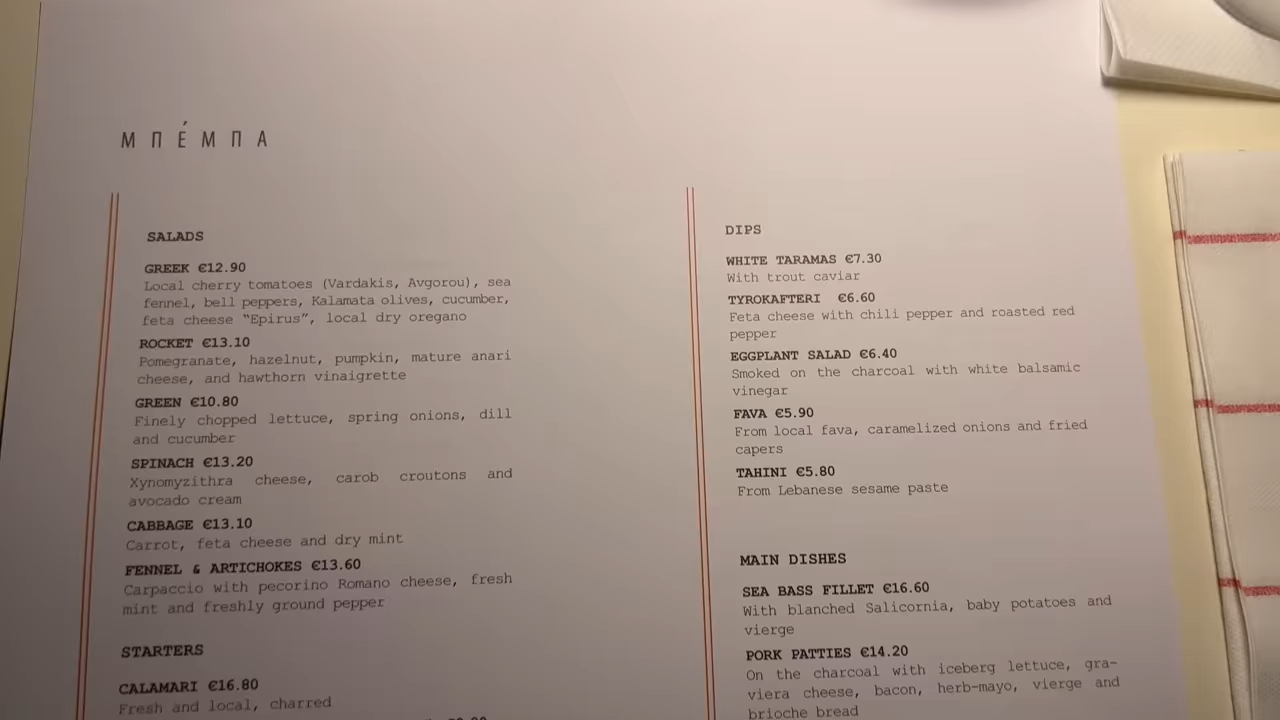 ΜΠΈΜΠΑ
SALADS
GREEK €12.90
Local cherry tomatoes (Vardakis, Avgorou), sea
fennel, bell peppers, Kalamata olives, cucumber,
feta cheese “Epirus”, local dry oregano
ROCKET €13.10
Pomegranate, hazelnut, pumpkin, mature anari
cheese, and hawthorn vinaigrette
GREEN €10.80
Finely chopped lettuce, spring onions, dill
and cucumber
SPINACH €13.20
Xynomyzithra cheese, carob croutons and
avocado cream
CABBAGE €13.10
Carrot, feta cheese and dry mint
FENNEL & ARTICHOKES €13.60
Carpaccio with pecorino Romano cheese, fresh
mint and freshly ground pepper
STARTERS
CALAMARI €16.80
Fresh and local, charred
DIPS
WHITE TARAMAS €7.30
With trout caviar
TYROKAFTERI €6.60
Feta cheese with chili pepper and roasted red
pepper
EGGPLANT SALAD €6.40
Smoked on the charcoal with white balsamic
vinegar
FAVA €5.90
From local fava, caramelized onions and fried
capers
TAHINI €5.80
From Lebanese sesame paste
MAIN DISHES
SEA BASS FILLET €16.60
With blanched Salicornia, baby potatoes and
vierge
PORK PATTIES €14.20
On the charcoal with iceberg lettuce, gra-
viera cheese, bacon, herb-mayo, vierge and
brioche bread